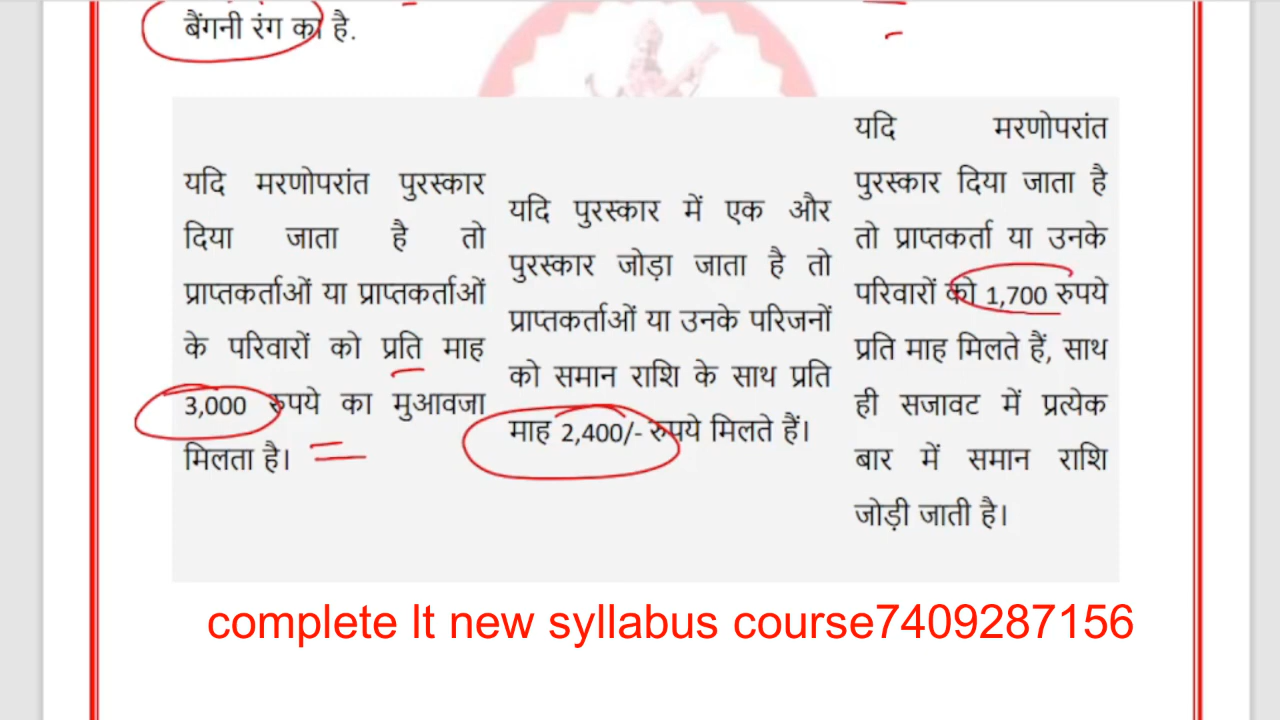 बैंगनी रंग का है.
यदि मरणोपरांत पुरस्कार
दिया जाता है तो
प्राप्तकर्ताओं या प्राप्तकर्ताओं
के परिवारों को प्रति माह
3,000 रुपये का मुआवजा
मिलता है।
यदि पुरस्कार में एक और
पुरस्कार जोड़ा जाता है तो
प्राप्तकर्ताओं या उनके परिजनों
को समान राशि के साथ प्रति
माह 2,400/- रुपये मिलते हैं।
यदि मरणोपरांत
पुरस्कार दिया जाता है
तो प्राप्तकर्ता या उनके
परिवारों को 1,700 रुपये
प्रति माह मिलते हैं, साथ
ही सजावट में प्रत्येक
बार में समान राशि
जोड़ी जाती है।
complete lt new syllabus course7409287156